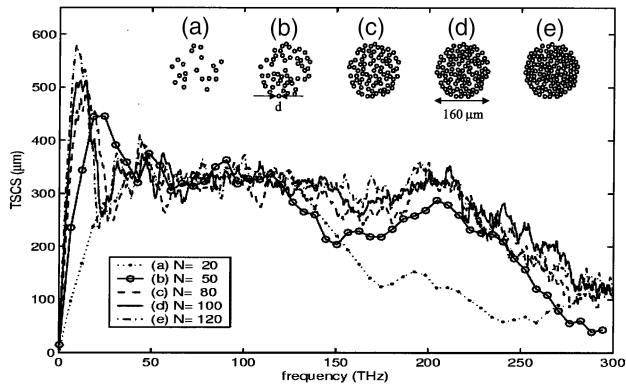 (a) (b) (c) (d) (e)
d
160 μm
600
500
400
300
200
100
0
TSCS (μm)
(a) N= 20
(b) N= 50
(c) N= 80
(d) N= 100
(e) N= 120
0 50 100 150 200 250 300
frequency (THz)